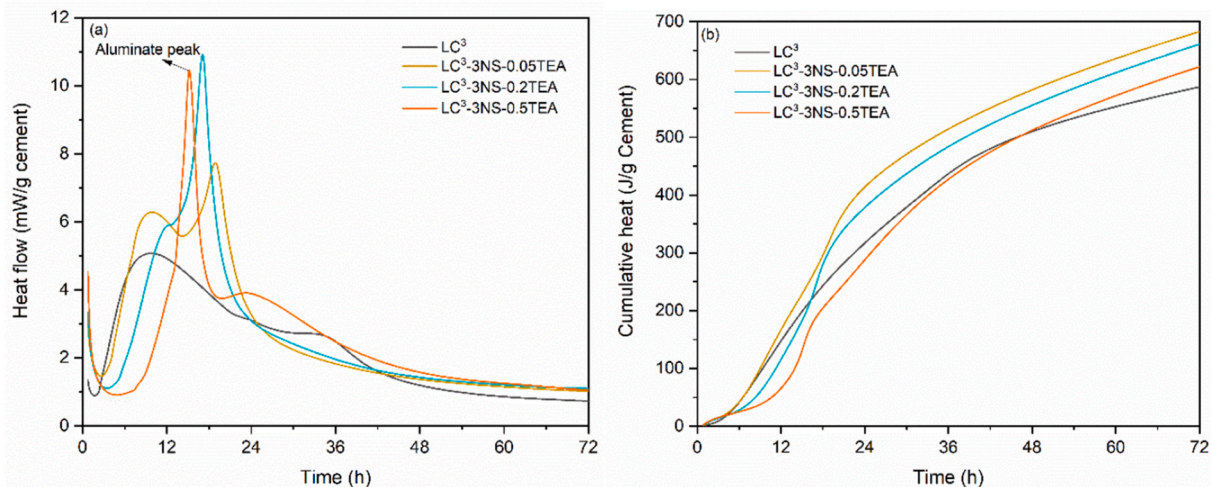 (a)
Aluminate peak
LC³
LC³-3NS-0.05TEA
LC³-3NS-0.2TEA
LC³-3NS-0.5TEA
Heat flow (mW/g cement)
12
10
8
6
4
2
0
0 12 24 36 48 60 72
Time (h)
(b)
LC³
LC³-3NS-0.05TEA
LC³-3NS-0.2TEA
LC³-3NS-0.5TEA
Cumulative heat (J/g Cement)
700
600
500
400
300
200
100
0
0 12 24 36 48 60 72
Time (h)